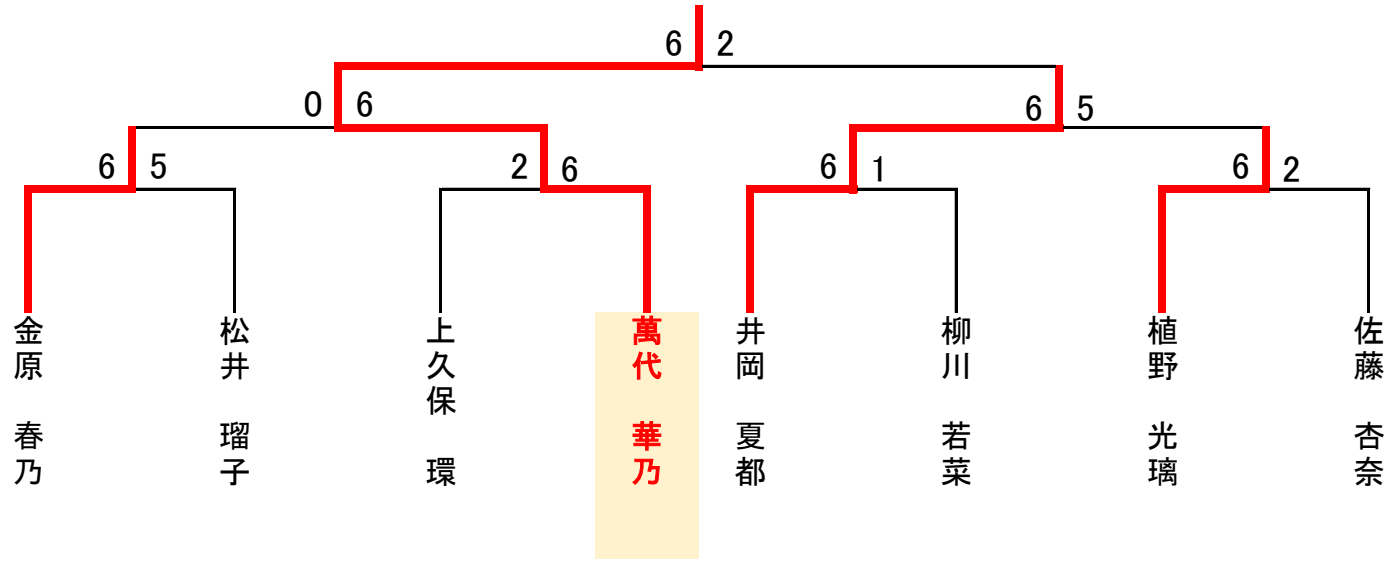 6 2
0 6
6 5
6 5
2 6
6 1
6 2
金原 春乃
松井 瑠子
上久保 環
萬代 華乃
井岡 夏都
柳川 若菜
植野 光璃
佐藤 杏奈